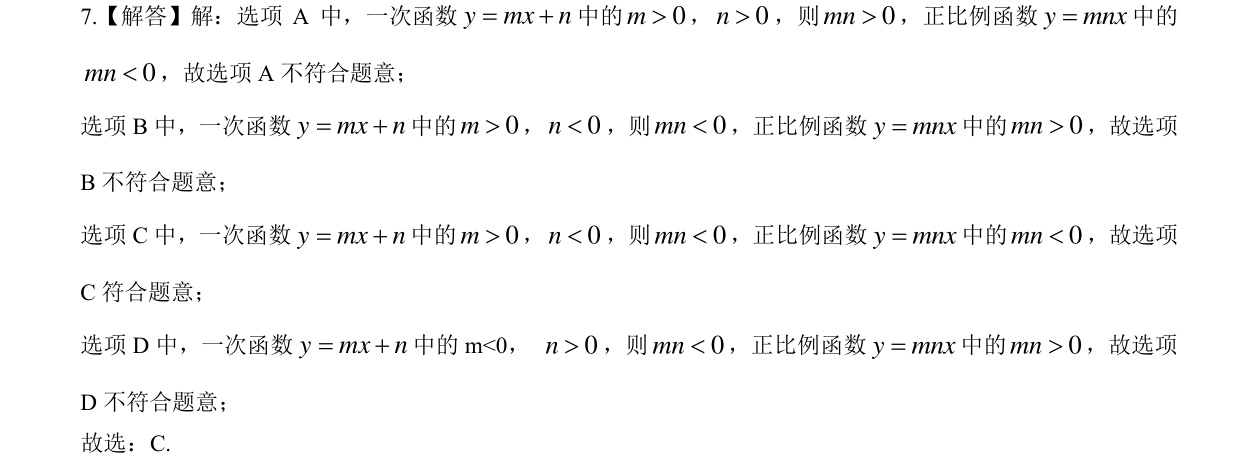 7.【解答】解：选项 A 中，一次函数 y = mx + n 中的 m > 0， n > 0，则 mn > 0，正比例函数 y = mnx 中的
mn < 0，故选项 A 不符合题意；
选项 B 中，一次函数 y = mx + n 中的 m > 0， n < 0，则 mn < 0，正比例函数 y = mnx 中的 mn > 0，故选项
B 不符合题意；
选项 C 中，一次函数 y = mx + n 中的 m > 0， n < 0，则 mn < 0，正比例函数 y = mnx 中的 mn < 0，故选项
C 符合题意；
选项 D 中，一次函数 y = mx + n 中的 m<0， n > 0，则 mn < 0，正比例函数 y = mnx 中的 mn > 0，故选项
D 不符合题意；
故选：C.